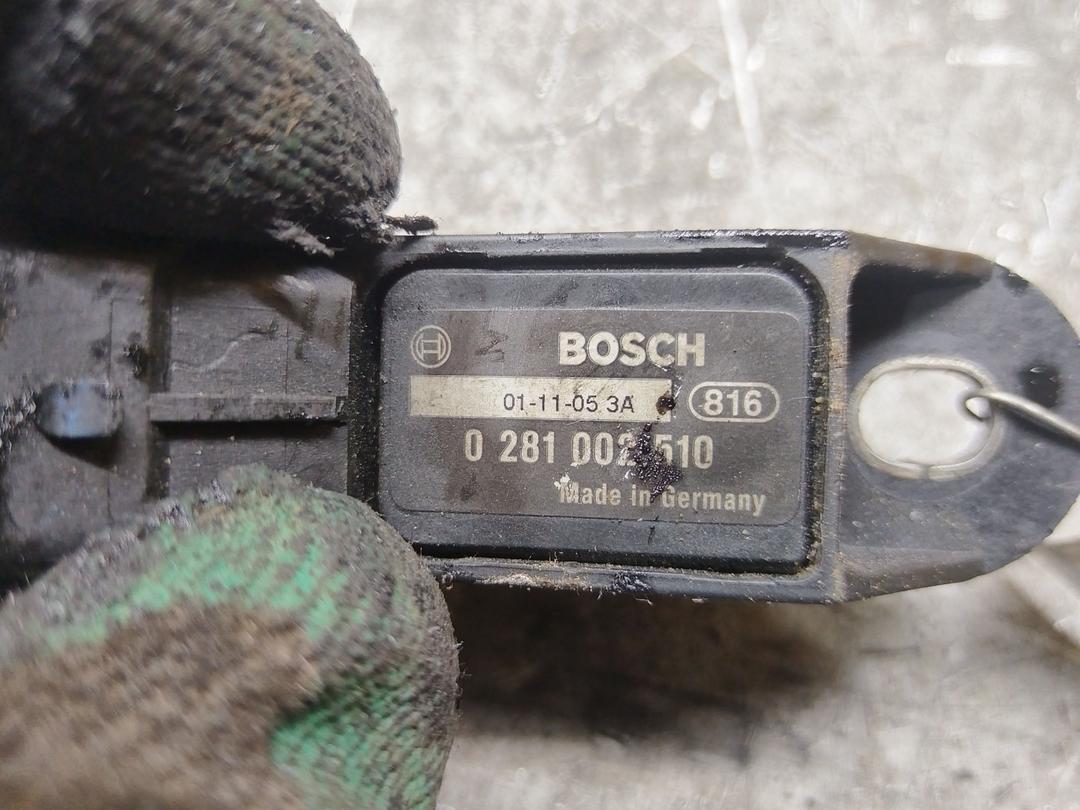 BOSCH
01-11-05 3A
816
0 281 002 510
Made in Germany